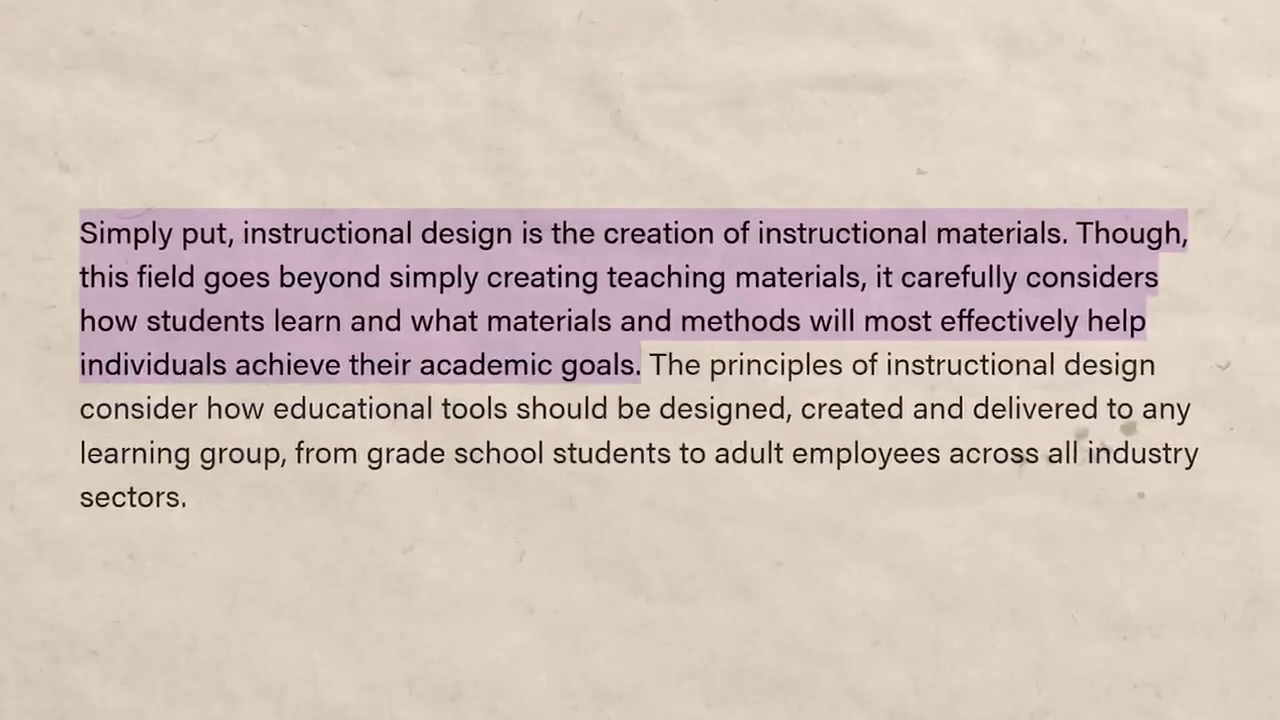 Simply put, instructional design is the creation of instructional materials. Though,
this field goes beyond simply creating teaching materials, it carefully considers
how students learn and what materials and methods will most effectively help
individuals achieve their academic goals. The principles of instructional design
consider how educational tools should be designed, created and delivered to any
learning group, from grade school students to adult employees across all industry
sectors.